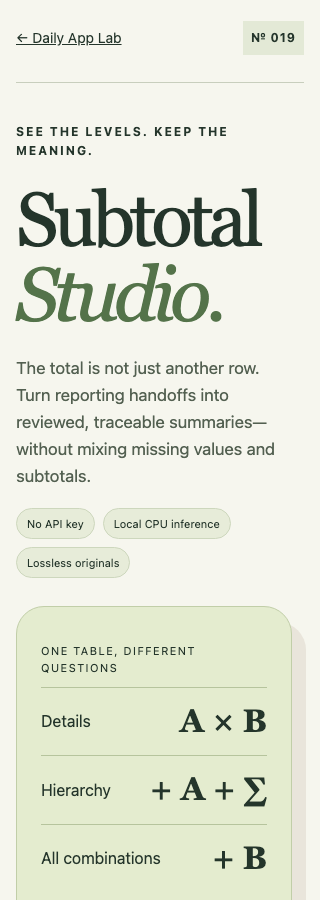 ← Daily App Lab
Nº 019
SEE THE LEVELS. KEEP THE
MEANING.
Subtotal
Studio.
The total is not just another row.
Turn reporting handoffs into
reviewed, traceable summaries—
without mixing missing values and
subtotals.
No API key
Local CPU inference
Lossless originals
ONE TABLE, DIFFERENT
QUESTIONS
Details A × B
Hierarchy + A + ∑
All combinations + B